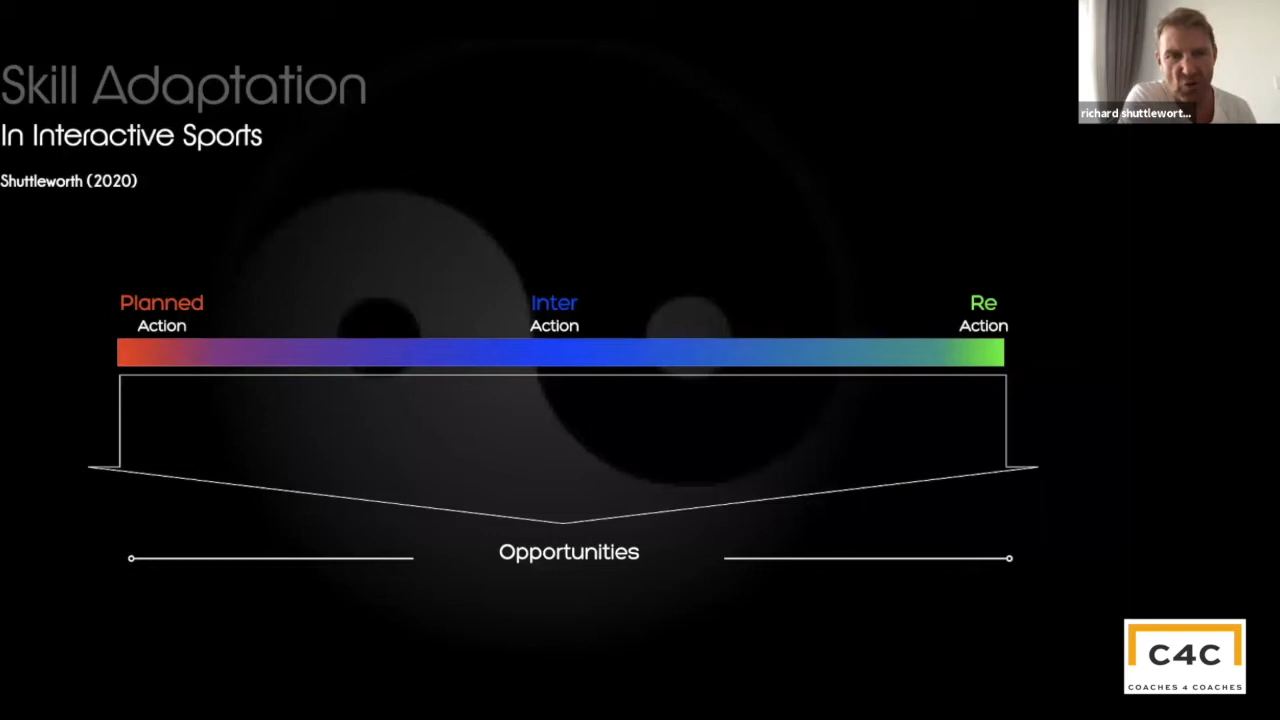 Skill Adaptation
In Interactive Sports
Shuttleworth (2020)
richard shuttlewort...
Planned
Action
Inter
Action
Re
Action
Opportunities
C4C
COACHES 4 COACHES